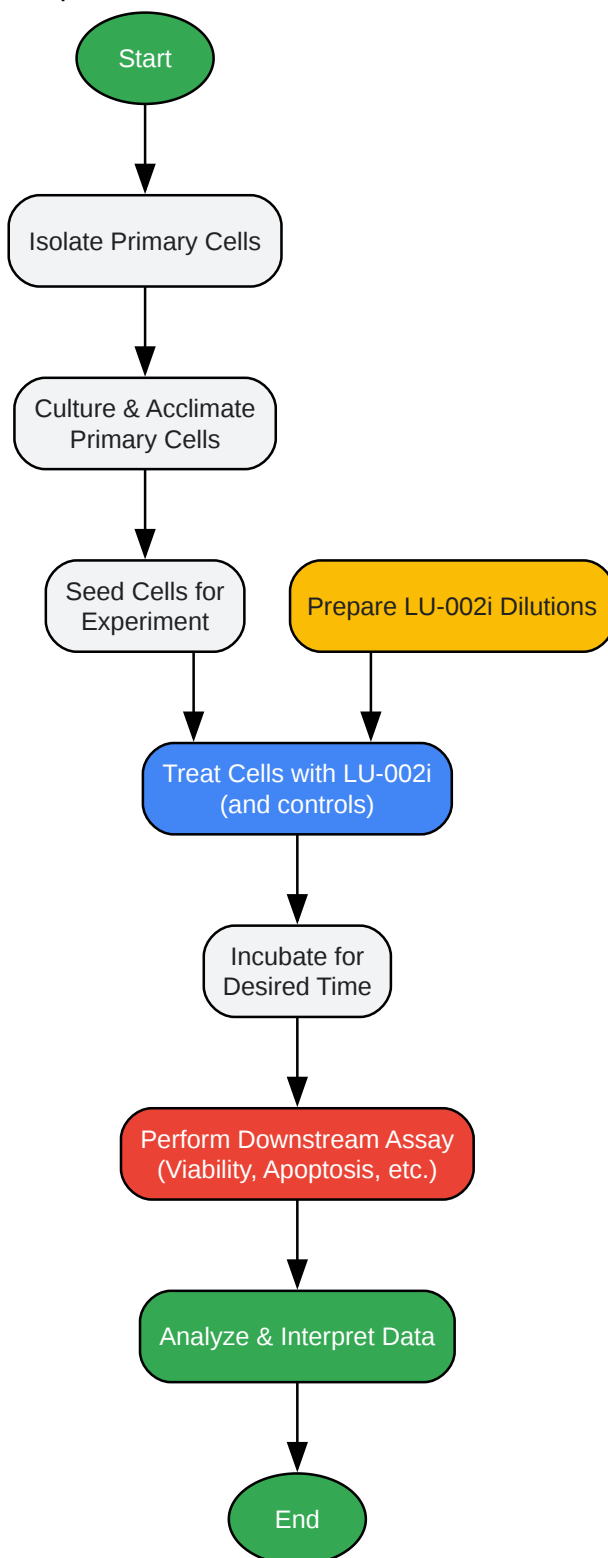 Start
Isolate Primary Cells
Culture & Acclimate
Primary Cells
Seed Cells for
Experiment
Prepare LU-002i Dilutions
Treat Cells with LU-002i
(and controls)
Incubate for
Desired Time
Perform Downstream Assay
(Viability, Apoptosis, etc.)
Analyze & Interpret Data
End